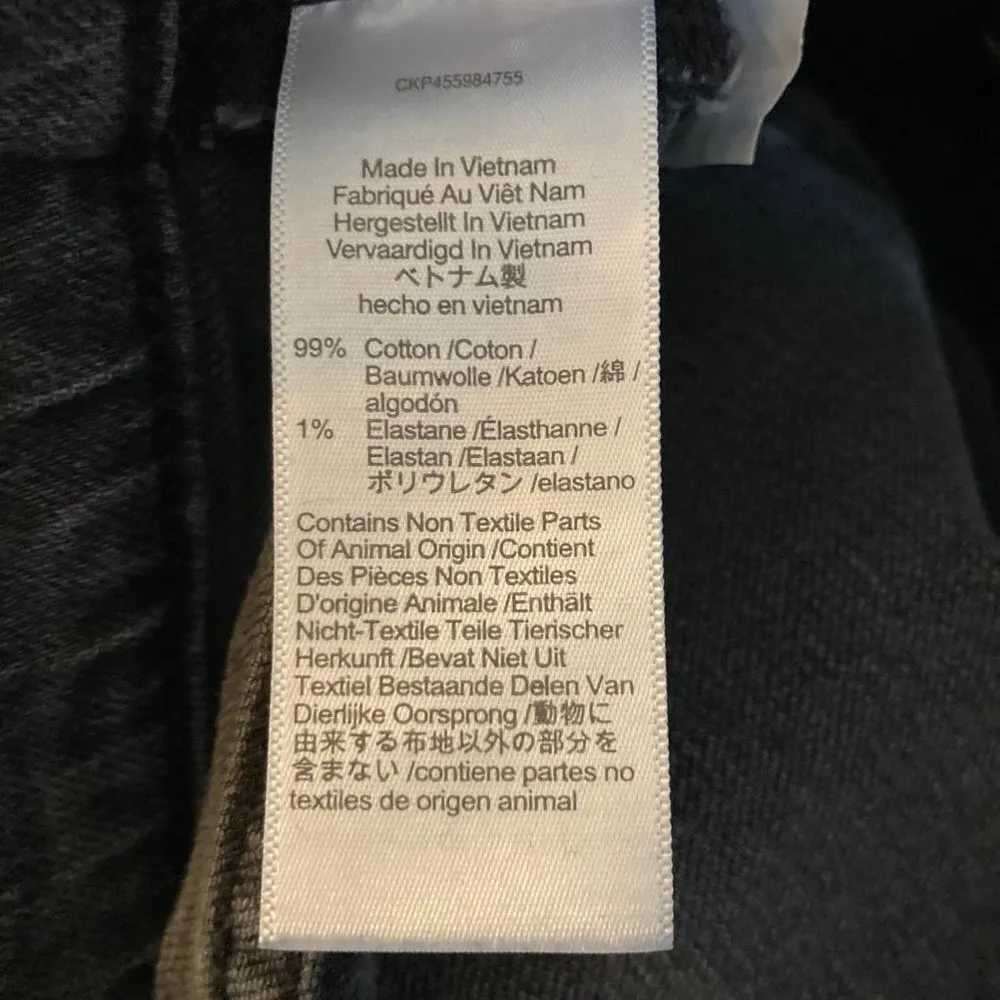 CKP455984755
Made In Vietnam
Fabriqué Au Viêt Nam
Hergestellt In Vietnam
Vervaardigd In Vietnam
ベトナム製
hecho en vietnam
99% Cotton /Coton /
Baumwolle /Katoen /綿 /
algodón
1% Elastane /Élasthanne /
Elastan /Elastaan /
ポリウレタン /elastano
Contains Non Textile Parts
Of Animal Origin /Contient
Des Pièces Non Textiles
D'origine Animale /Enthält
Nicht-Textile Teile Tierischer
Herkunft /Bevat Niet Uit
Textiel Bestaande Delen Van
Dierlijke Oorsprong /動物に
由来する布地以外の部分を
含まない /contiene partes no
textiles de origen animal